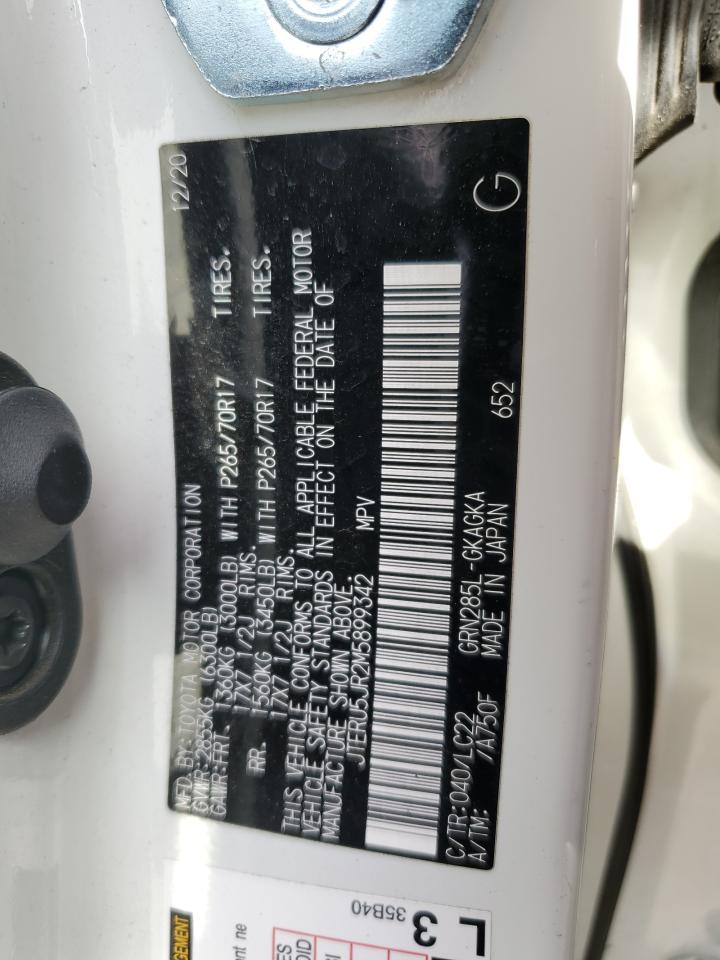 MFD. BY: TOYOTA MOTOR CORPORATION 12/20
GVWR: 2855KG (6300LB)
GAWR: FRT. 1360KG (3000LB) WITH P265/70R17 TIRES.
17X7 1/2J RIMS.
RR. 1560KG (3450LB) WITH P265/70R17 TIRES.
17X7 1/2J RIMS.
THIS VEHICLE CONFORMS TO ALL APPLICABLE FEDERAL MOTOR
VEHICLE SAFETY STANDARDS IN EFFECT ON THE DATE OF
MANUFACTURE SHOWN ABOVE.
JTERU5JR2M5899342 MPV
C/TR: 040/LC22 GRN285L-GKAGKA 652 G
A/TM: /A750F MADE IN JAPAN
35B40
3
L